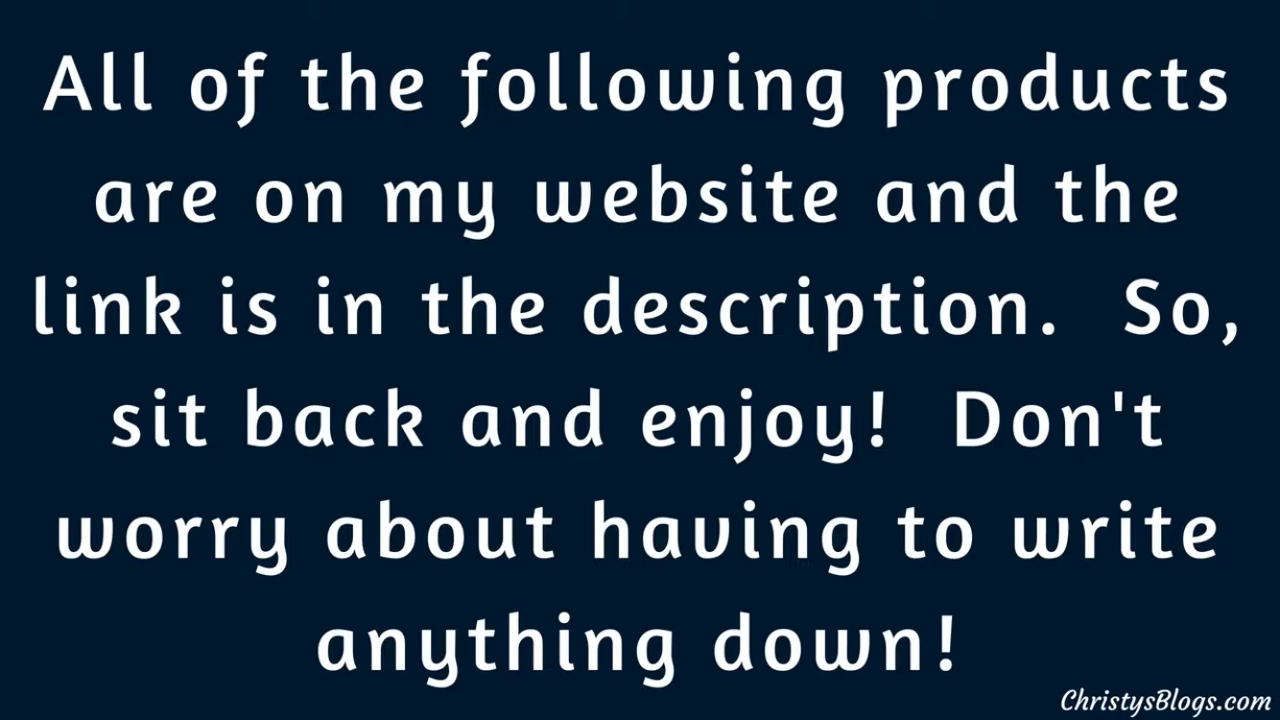 All of the following products
are on my website and the
link is in the description.  So,
sit back and enjoy!  Don't
worry about having to write
anything down!
ChristysBlogs.com